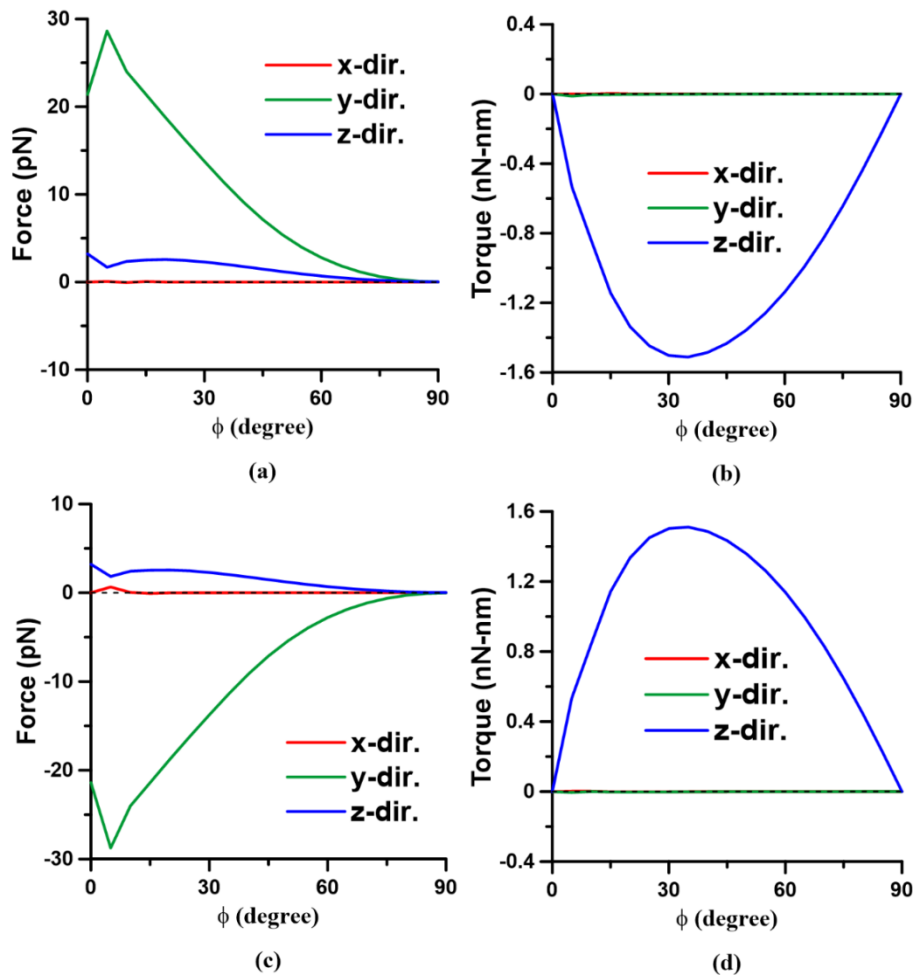 30
20
10
0
-10
Force (pN)
x-dir.
y-dir.
z-dir.
0 30 60 90
ϕ (degree)
(a)
0.4
0
-0.4
-0.8
-1.2
-1.6
Torque (nN-nm)
x-dir.
y-dir.
z-dir.
0 30 60 90
ϕ (degree)
(b)
10
0
-10
-20
-30
Force (pN)
x-dir.
y-dir.
z-dir.
0 30 60 90
ϕ (degree)
(c)
1.6
1.2
0.8
0.4
0
-0.4
Torque (nN-nm)
x-dir.
y-dir.
z-dir.
0 30 60 90
ϕ (degree)
(d)